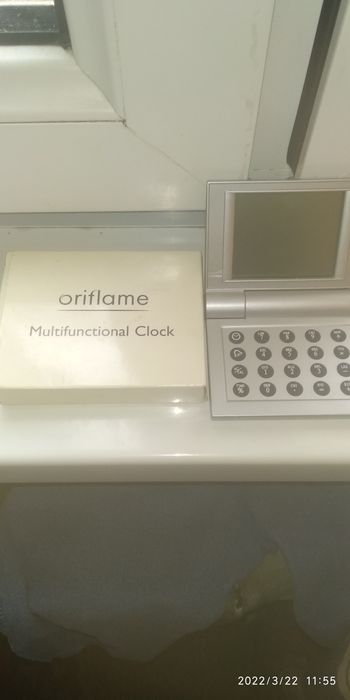 oriflame
Multifunctional Clock
2022/3/22 11:55